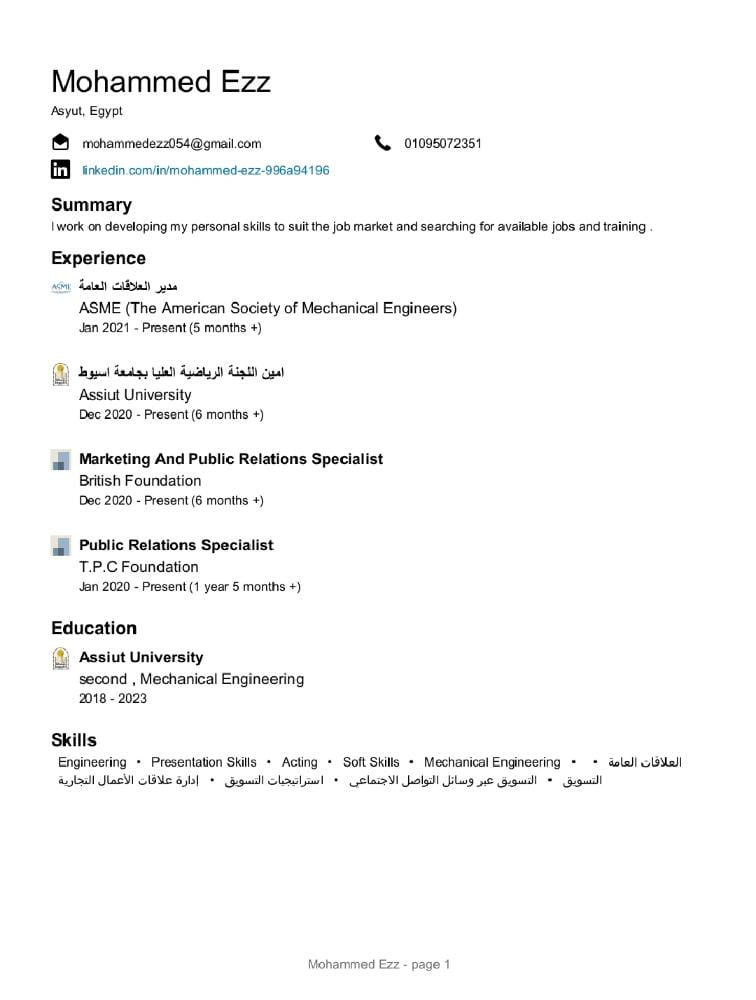 Mohammed Ezz
Asyut, Egypt
mohammedezz054@gmail.com 01095072351
in linkedin.com/in/mohammed-ezz-996a94196
Summary
I work on developing my personal skills to suit the job market and searching for available jobs and training .
Experience
ASME مدير العلاقات العامة
ASME (The American Society of Mechanical Engineers)
Jan 2021 - Present (5 months +)
امين اللجنة الرياضية العليا بجامعة اسيوط
Assiut University
Dec 2020 - Present (6 months +)
Marketing And Public Relations Specialist
British Foundation
Dec 2020 - Present (6 months +)
Public Relations Specialist
T.P.C Foundation
Jan 2020 - Present (1 year 5 months +)
Education
Assiut University
second , Mechanical Engineering
2018 - 2023
Skills
Engineering • Presentation Skills • Acting • Soft Skills • Mechanical Engineering • • العلاقات العامة
إدارة علاقات الأعمال التجارية • استراتيجيات التسويق • التسويق عبر وسائل التواصل الاجتماعي • التسويق
Mohammed Ezz - page 1